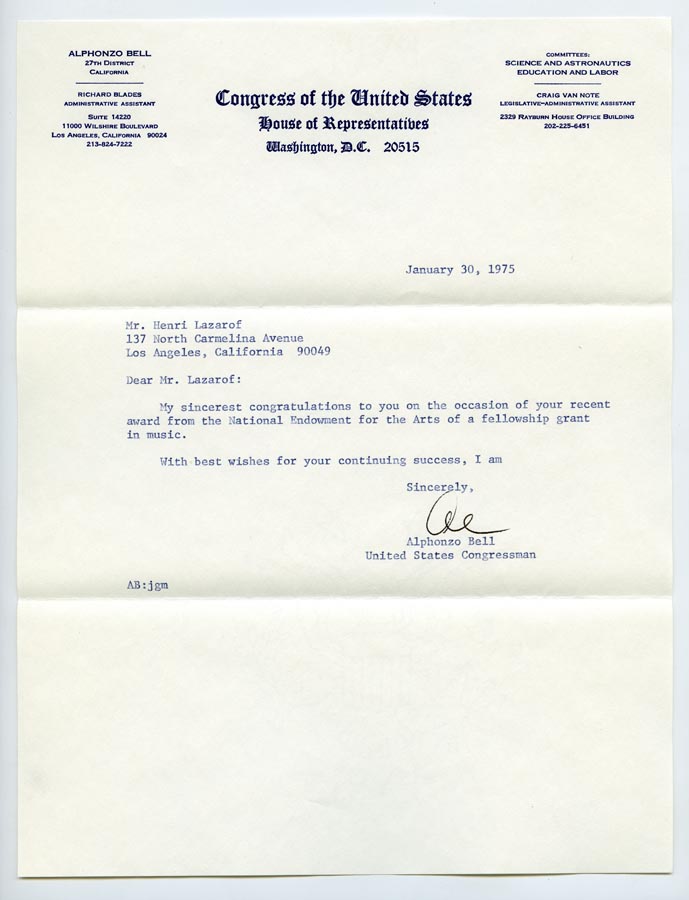 ALPHONZO BELL
27TH DISTRICT
CALIFORNIA
RICHARD BLADES
ADMINISTRATIVE ASSISTANT
SUITE 14220
11000 WILSHIRE BOULEVARD
LOS ANGELES, CALIFORNIA 90024
213-824-7222
Congress of the United States
House of Representatives
Washington, D.C. 20515
COMMITTEES:
SCIENCE AND ASTRONAUTICS
EDUCATION AND LABOR
CRAIG VAN NOTE
LEGISLATIVE-ADMINISTRATIVE ASSISTANT
2329 RAYBURN HOUSE OFFICE BUILDING
202-225-6451
January 30, 1975
Mr. Henri Lazarof
137 North Carmelina Avenue
Los Angeles, California 90049
Dear Mr. Lazarof:
My sincerest congratulations to you on the occasion of your recent
award from the National Endowment for the Arts of a fellowship grant
in music.
With best wishes for your continuing success, I am
Sincerely,
Alphonzo Bell
United States Congressman
AB:jgm